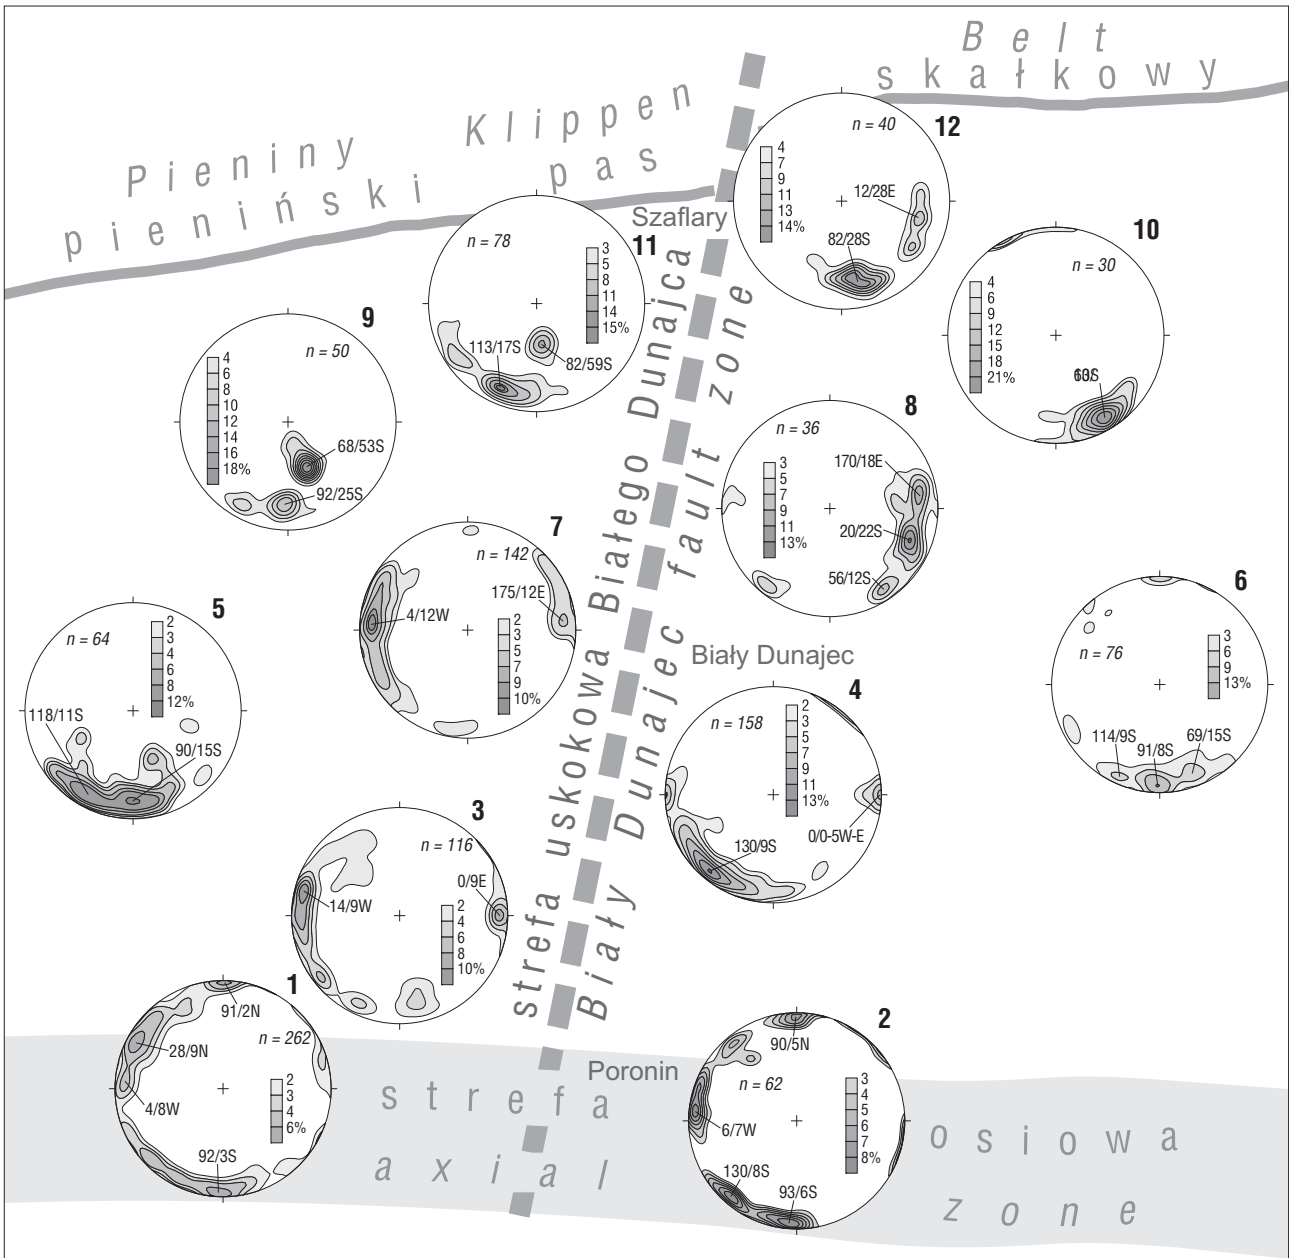 Belt
skałkowy
Pieniny Klippen
pieniński pas
12
n = 40
4
7
9
11
13
14%
12/28E
82/28S
Szaflary
11
n = 78
3
5
8
11
14
15%
113/17S
82/59S
10
n = 30
4
6
9
12
15
18
21%
9
n = 50
4
6
8
10
12
14
16
18%
68/53S
92/25S
8
n = 36
3
5
7
9
11
13%
170/18E
20/22S
56/12S
7
n = 142
2
3
5
7
9
10%
4/12W
175/12E
6
n = 76
3
6
9
13%
114/9S
91/8S
69/15S
5
n = 64
2
3
4
6
8
12%
118/11S
90/15S
strefa uskokowa Białego Dunajca
Biały Dunajec fault zone
Biały Dunajec
4
n = 158
2
3
5
7
9
11
13%
130/9S
0/0-5W-E
3
n = 116
2
4
6
8
10%
14/9W
0/9E
1
n = 262
2
3
4
6%
91/2N
28/9N
4/8W
92/3S
Poronin
2
n = 62
3
4
5
6
7
8%
90/5N
6/7W
130/8S
93/6S
strefa osiowa
axial zone